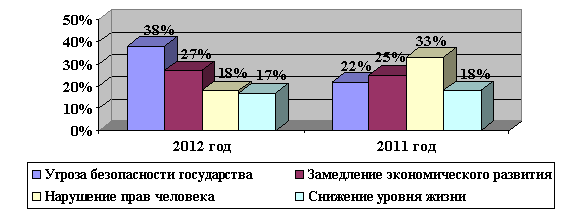 50%
40%
30%
20%
10%
0%
38%
27%
18%
17%
22%
25%
33%
18%
2012 год
2011 год
Угроза безопасности государства
Замедление экономического развития
Нарушение прав человека
Снижение уровня жизни